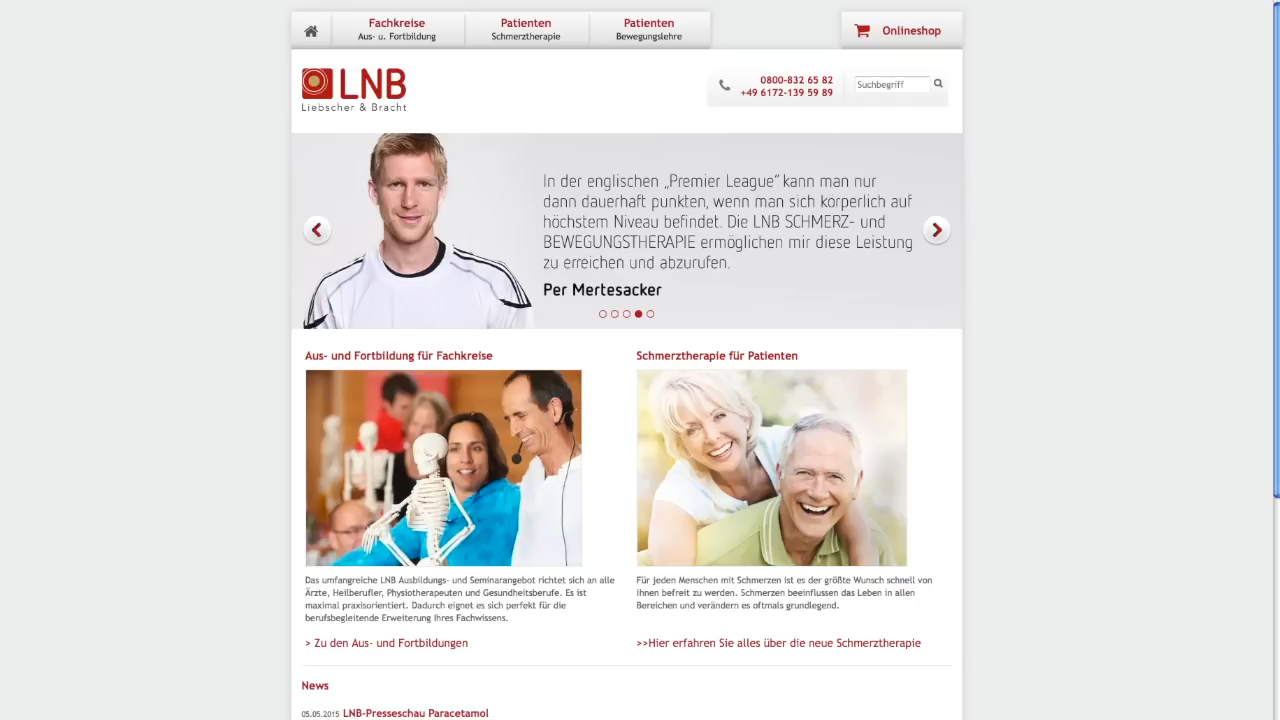 Fachkreise
Aus- u. Fortbildung
Patienten
Schmerztherapie
Patienten
Bewegungslehre
Onlineshop
LNB
Liebscher & Bracht
0800-832 65 82
+49 6172-139 59 89
Suchbegriff
In der englischen „Premier League“ kann man nur
dann dauerhaft punkten, wenn man sich körperlich auf
höchstem Niveau befindet. Die LNB SCHMERZ- und
BEWEGUNGSTHERAPIE ermöglichen mir diese Leistung
zu erreichen und abzurufen.
Per Mertesacker
Aus- und Fortbildung für Fachkreise
Das umfangreiche LNB Ausbildungs- und Seminarangebot richtet sich an alle
Ärzte, Heilberufler, Physiotherapeuten und Gesundheitsberufe. Es ist
maximal praxisorientiert. Dadurch eignet es sich perfekt für die
berufsbegleitende Erweiterung Ihres Fachwissens.
> Zu den Aus- und Fortbildungen
Schmerztherapie für Patienten
Für jeden Menschen mit Schmerzen ist es der größte Wunsch schnell von
ihnen befreit zu werden. Schmerzen beeinflussen das Leben in allen
Bereichen und verändern es oftmals grundlegend.
>>Hier erfahren Sie alles über die neue Schmerztherapie
News
05.05.2015 LNB-Presseschau Paracetamol